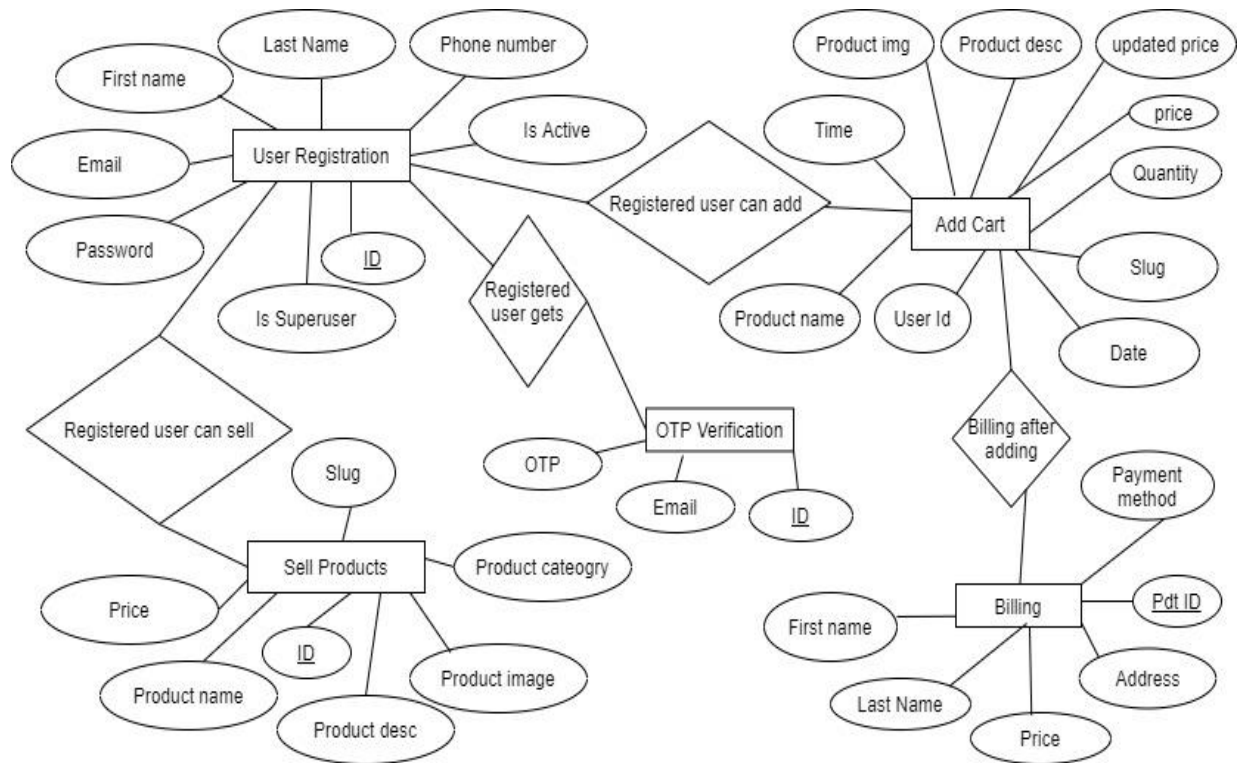 Last Name
Phone number
First name
Is Active
User Registration
Email
Password
ID
Is Superuser
Product img
Product desc
updated price
Time
price
Quantity
Registered user can add
Add Cart
Slug
Product name
User Id
Date
Registered
user gets
Registered user can sell
OTP Verification
OTP
Email
ID
Billing after
adding
Slug
Payment
method
Sell Products
Product cateogry
Price
ID
Product name
Product desc
Product image
Billing
Pdt ID
First name
Last Name
Address
Price